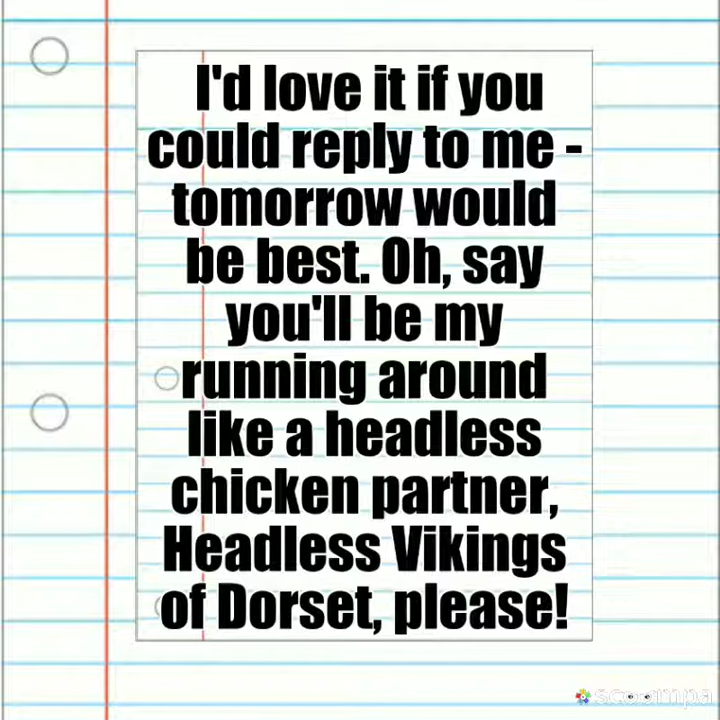 I'd love it if you
could reply to me -
tomorrow would
be best. Oh, say
you'll be my
running around
like a headless
chicken partner,
Headless Vikings
of Dorset, please!
scoompa